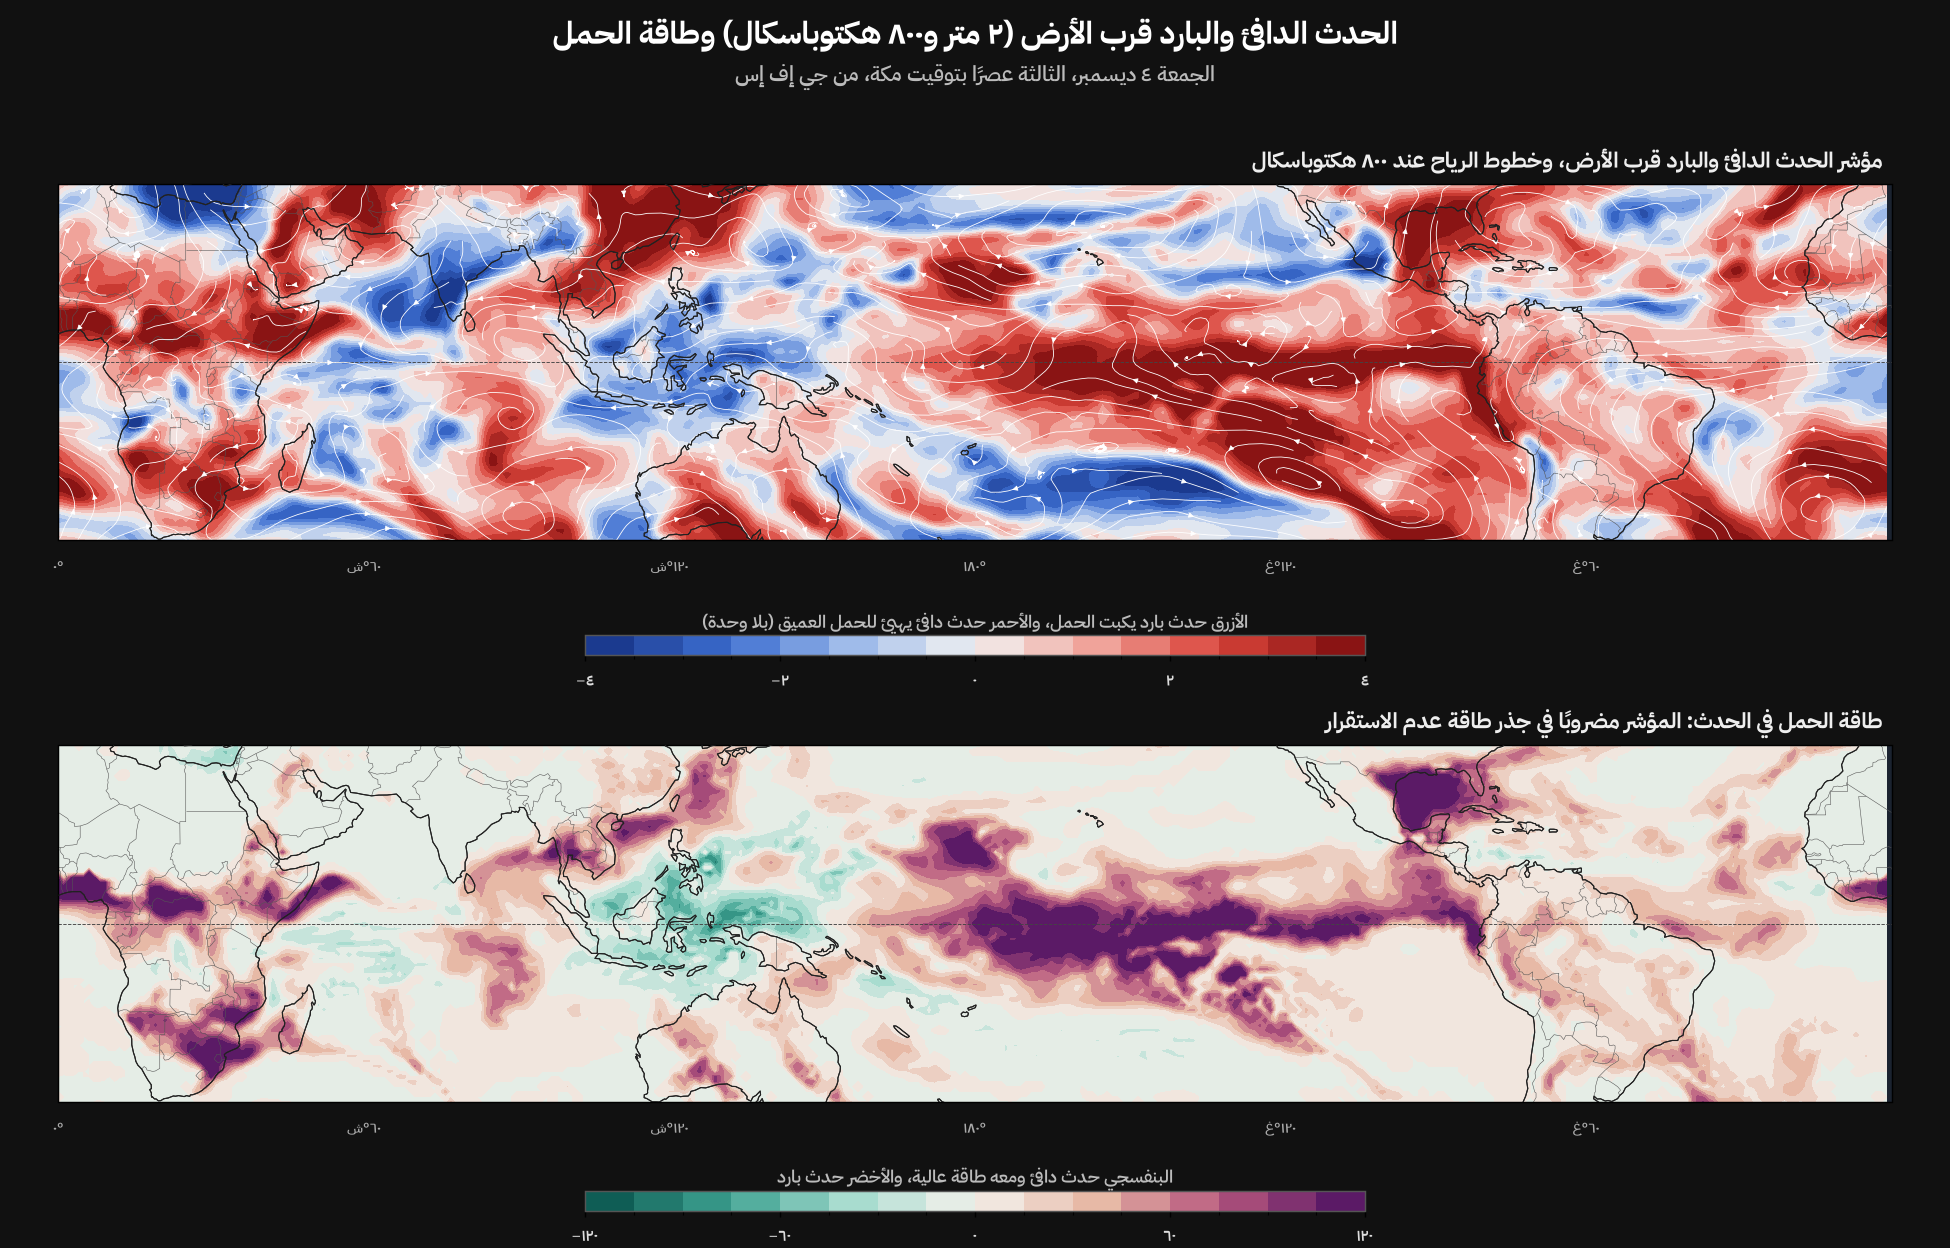 الحدث الدافئ والبارد قرب الأرض (٢ متر و٨٠٠ هكتوباسكال) وطاقة الحمل
الجمعة ٤ ديسمبر، الثالثة عصرًا بتوقيت مكة، من جي إف إس
مؤشر الحدث الدافئ والبارد قرب الأرض، وخطوط الرياح عند ٨٠٠ هكتوباسكال
٠° ٦٠°ش ١٢٠°ش ١٨٠° ١٢٠°غ ٦٠°غ
الأزرق حدث بارد يكبت الحمل، والأحمر حدث دافئ يهيئ للحمل العميق (بلا وحدة)
−٤ −٢ ٠ ٢ ٤
طاقة الحمل في الحدث: المؤشر مضروبًا في جذر طاقة عدم الاستقرار
٠° ٦٠°ش ١٢٠°ش ١٨٠° ١٢٠°غ ٦٠°غ
البنفسجي حدث دافئ ومعه طاقة عالية، والأخضر حدث بارد
−١٢٠ −٦٠ ٠ ٦٠ ١٢٠